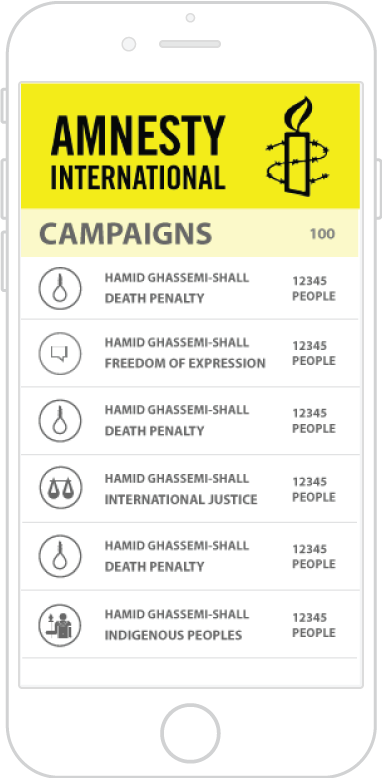 AMNESTY
INTERNATIONAL
CAMPAIGNS 100
HAMID GHASSEMI-SHALL
DEATH PENALTY
12345
PEOPLE
HAMID GHASSEMI-SHALL
FREEDOM OF EXPRESSION
12345
PEOPLE
HAMID GHASSEMI-SHALL
DEATH PENALTY
12345
PEOPLE
HAMID GHASSEMI-SHALL
INTERNATIONAL JUSTICE
12345
PEOPLE
HAMID GHASSEMI-SHALL
DEATH PENALTY
12345
PEOPLE
HAMID GHASSEMI-SHALL
INDIGENOUS PEOPLES
12345
PEOPLE